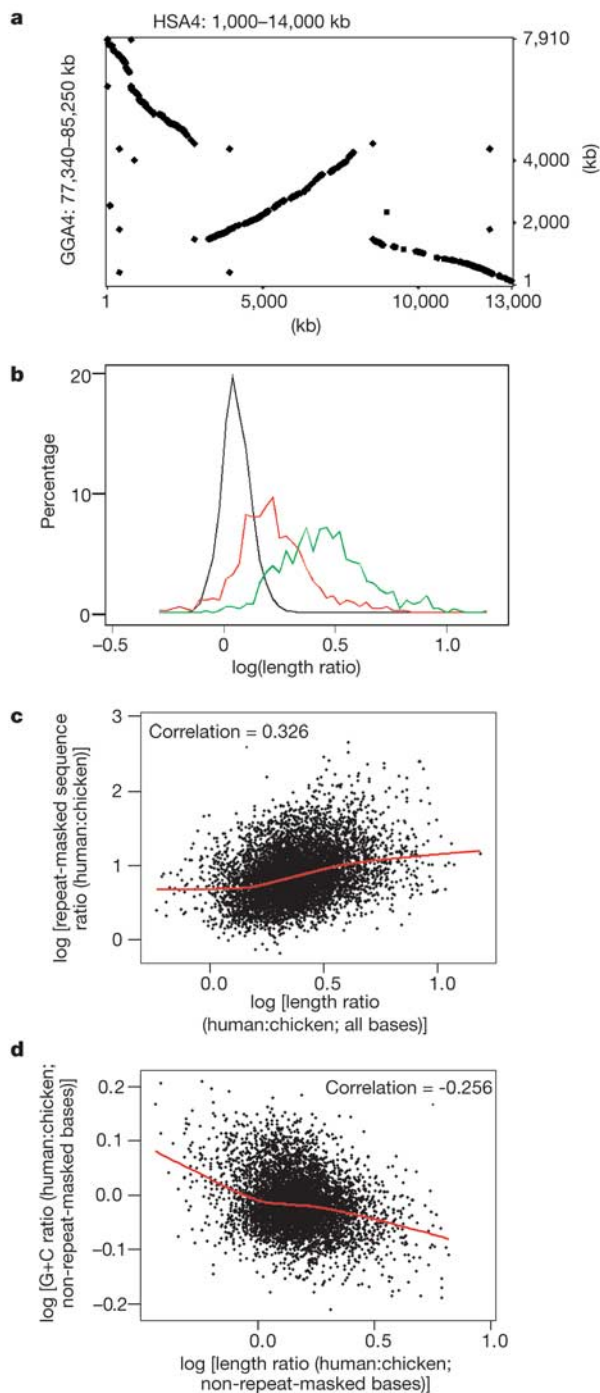 a
HSA4: 1,000–14,000 kb
GGA4: 77,340–85,250 kb
7,910
4,000
2,000
1
(kb)
1
5,000
10,000
13,000
(kb)
b
Percentage
20
10
0
–0.5
0
0.5
1.0
log(length ratio)
c
Correlation = 0.326
log [repeat-masked sequence
ratio (human:chicken)]
3
2
1
0
0.0
0.5
1.0
log [length ratio
(human:chicken; all bases)]
d
Correlation = -0.256
log [G+C ratio (human:chicken;
non-repeat-masked bases)]
0.2
0.1
0.0
–0.1
–0.2
0.0
0.5
1.0
log [length ratio (human:chicken;
non-repeat-masked bases)]